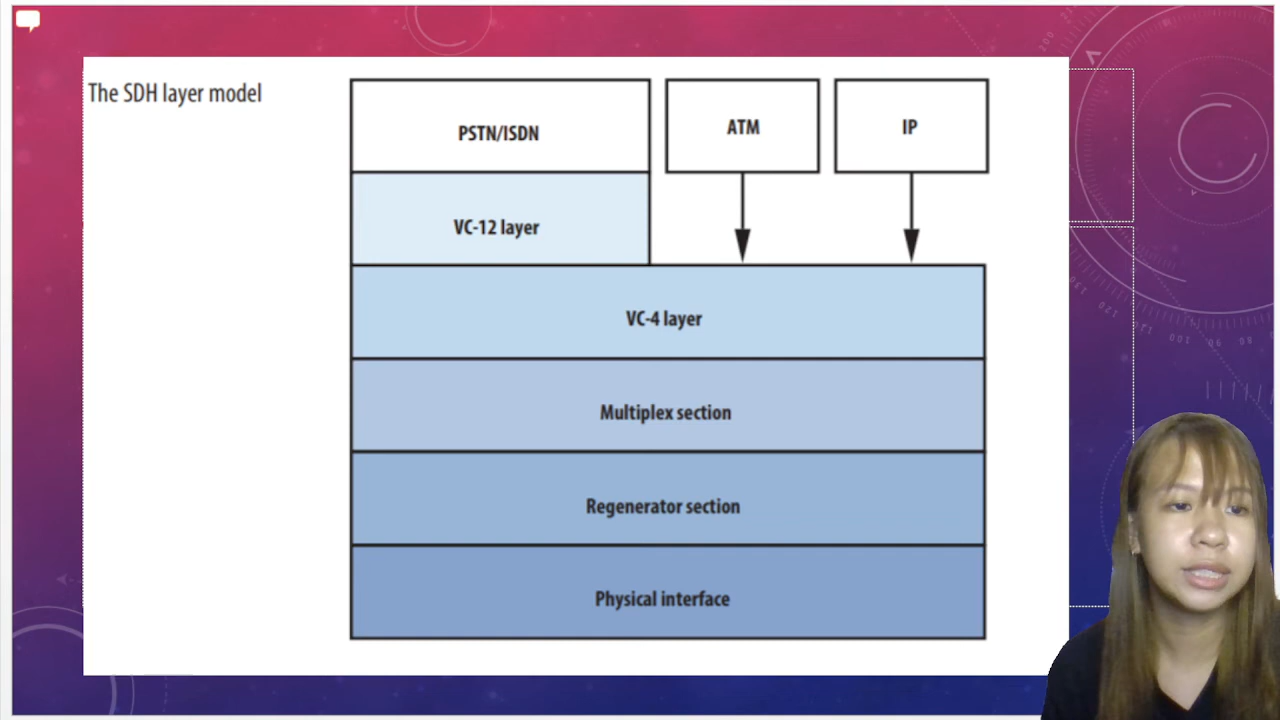 The SDH layer model
PSTN/ISDN
ATM
IP
VC-12 layer
VC-4 layer
Multiplex section
Regenerator section
Physical interface